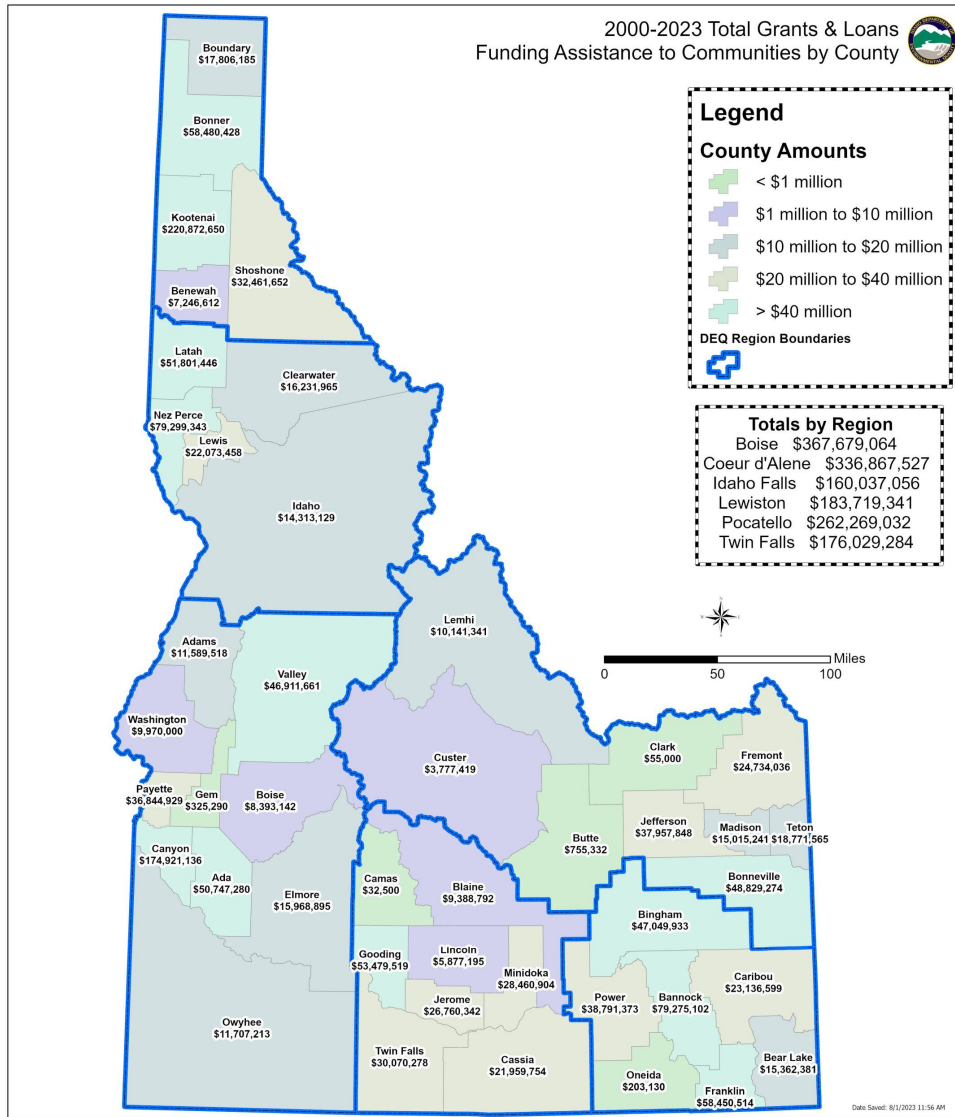 2000-2023 Total Grants & Loans
Funding Assistance to Communities by County
Legend
County Amounts
< $1 million
$1 million to $10 million
$10 million to $20 million
$20 million to $40 million
> $40 million
DEQ Region Boundaries
Totals by Region
Boise $367,679,064
Coeur d'Alene $336,867,527
Idaho Falls $160,037,056
Lewiston $183,719,341
Pocatello $262,269,032
Twin Falls $176,029,284
Miles
0 50 100
Boundary
$17,806,185
Bonner
$58,480,428
Kootenai
$220,872,650
Shoshone
$32,461,652
Benewah
$7,246,612
Latah
$51,801,446
Clearwater
$16,231,965
Nez Perce
$79,299,343
Lewis
$22,073,458
Idaho
$14,313,129
Lemhi
$10,141,341
Adams
$11,589,518
Valley
$46,911,661
Washington
$9,970,000
Custer
$3,777,419
Clark
$55,000
Fremont
$24,734,036
Payette
$36,844,929
Gem
$325,290
Boise
$8,393,142
Butte
$755,332
Jefferson
$37,957,848
Madison
$15,015,241
Teton
$18,771,565
Canyon
$174,921,136
Ada
$50,747,280
Elmore
$15,968,895
Camas
$32,500
Blaine
$9,388,792
Bonneville
$48,829,274
Bingham
$47,049,933
Gooding
$53,479,519
Lincoln
$5,877,195
Minidoka
$28,460,904
Jerome
$26,760,342
Power
$38,791,373
Bannock
$79,275,102
Caribou
$23,136,599
Owyhee
$11,707,213
Twin Falls
$30,070,278
Cassia
$21,959,754
Oneida
$203,130
Franklin
$58,450,514
Bear Lake
$15,362,381
Date Saved: 8/1/2023 11:56 AM